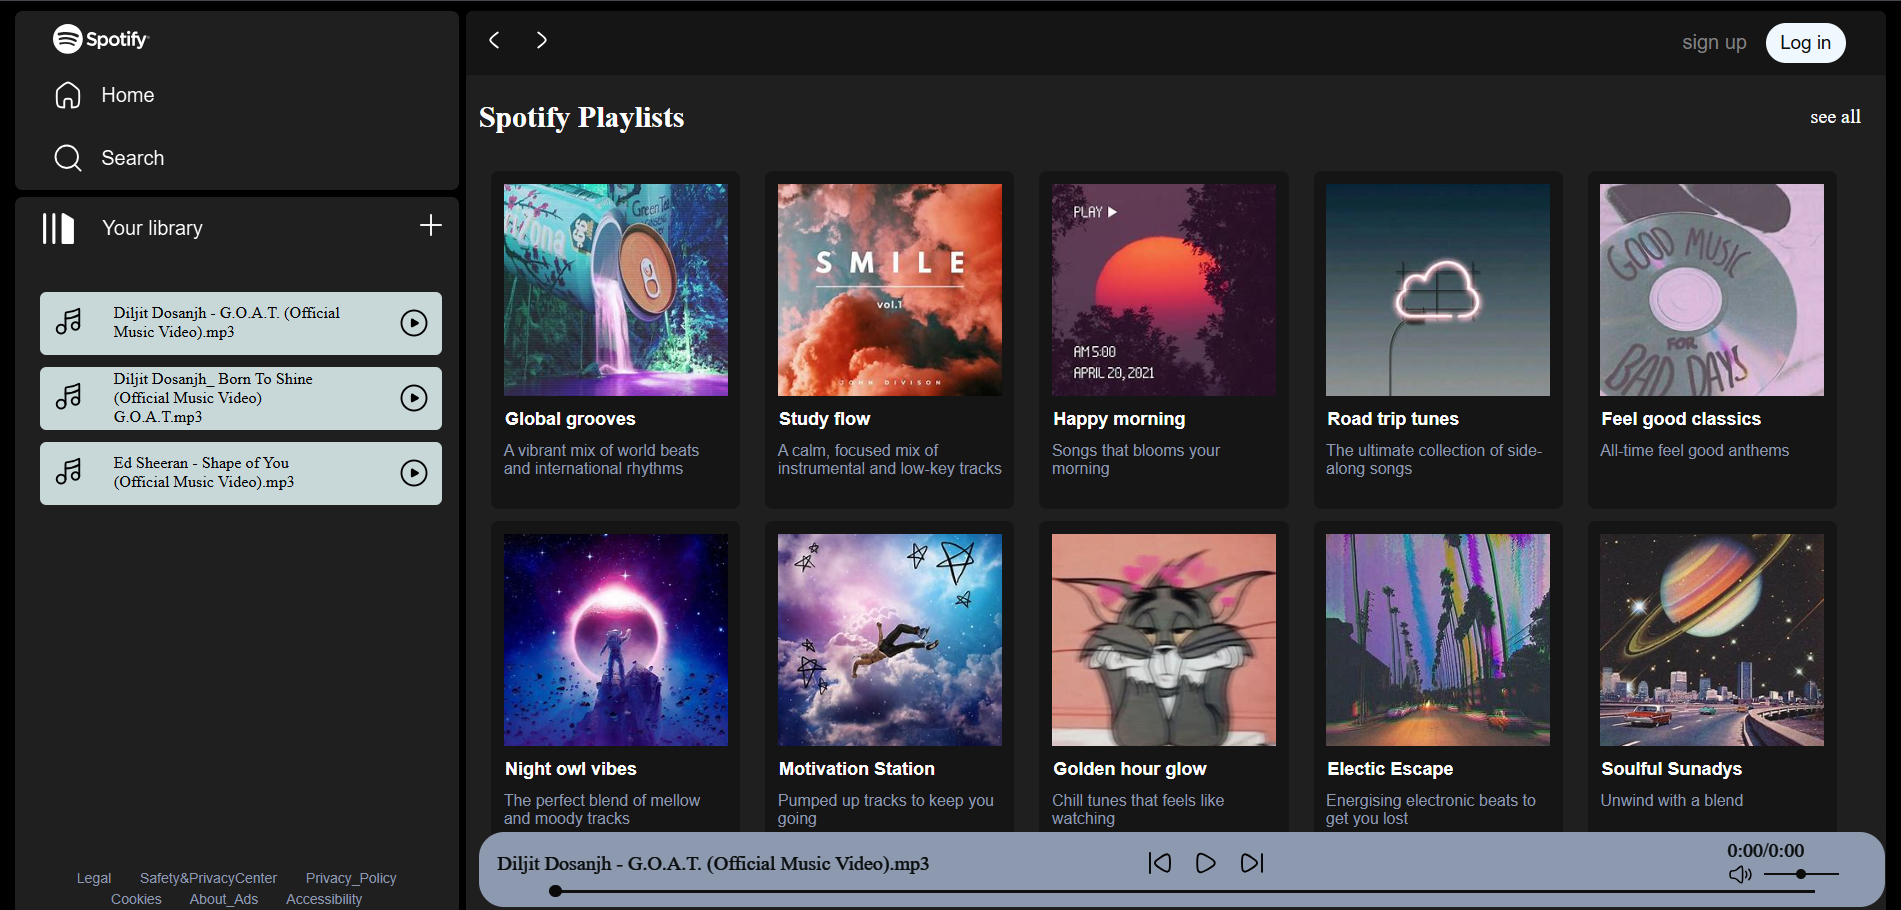 Spotify
Home
Search
Your library
Diljit Dosanjh - G.O.A.T. (Official
Music Video).mp3
Diljit Dosanjh_ Born To Shine
(Official Music Video)
G.O.A.T.mp3
Ed Sheeran - Shape of You
(Official Music Video).mp3
Legal Safety&PrivacyCenter Privacy_Policy
Cookies About_Ads Accessibility
sign up Log in
Spotify Playlists
see all
Zona
Green Tea
Global grooves
A vibrant mix of world beats
and international rhythms
SMILE
vol.1
JOHN DIVISON
Study flow
A calm, focused mix of
instrumental and low-key tracks
PLAY
AM 5:00
APRIL 20, 2021
Happy morning
Songs that blooms your
morning
Road trip tunes
The ultimate collection of side-
along songs
GOOD MUSIC
FOR
BAD DAYS
Feel good classics
All-time feel good anthems
Night owl vibes
The perfect blend of mellow
and moody tracks
Motivation Station
Pumped up tracks to keep you
going
Golden hour glow
Chill tunes that feels like
watching
Electic Escape
Energising electronic beats to
get you lost
Soulful Sunadys
Unwind with a blend
Diljit Dosanjh - G.O.A.T. (Official Music Video).mp3
0:00/0:00